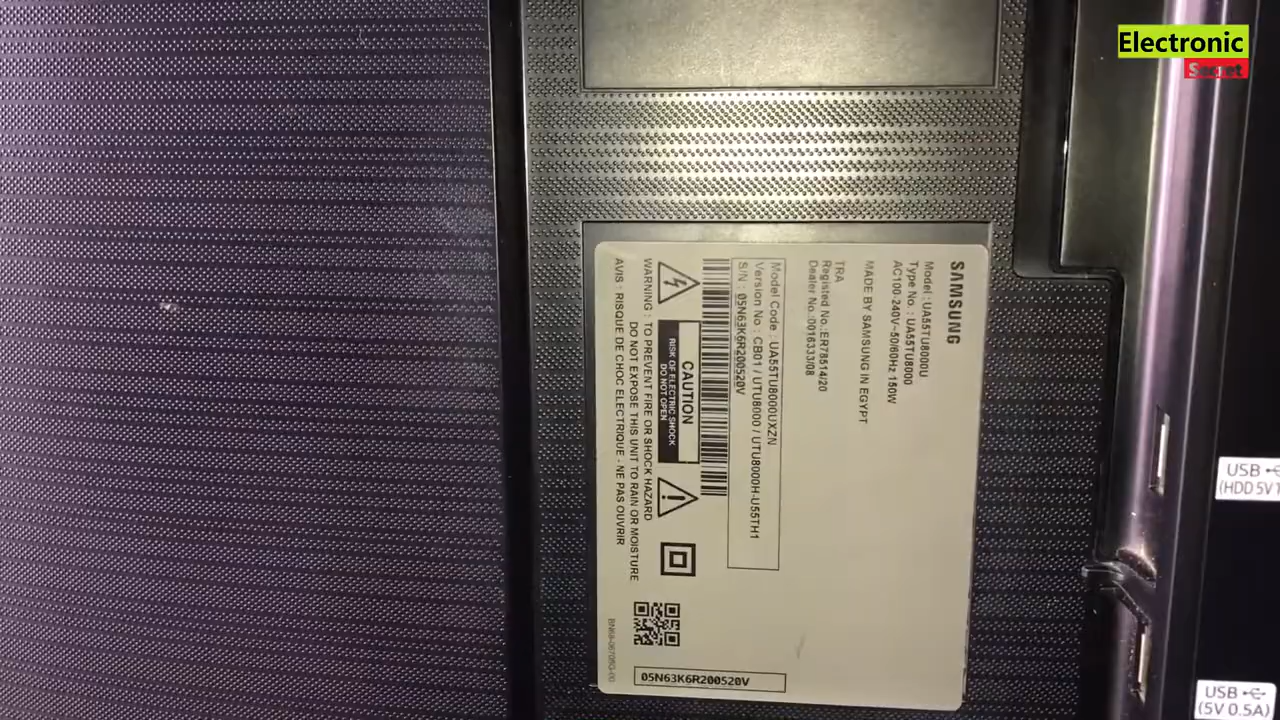 Electronic
Secret
SAMSUNG
Model : UA55TU8000U
Type No. : UA55TU8000
AC100-240V~50/60Hz 150W
MADE BY SAMSUNG IN EGYPT
TRA
Registed No.:ER78514/20
Dealer No.:0016333/08
Model Code : UA55TU8000UXZN
Version No : CB01 / UTU8000 / UTU8000H-U55TH1
S/N : 05N63K6R200520V
CAUTION
RISK OF ELECTRIC SHOCK
DO NOT OPEN
WARNING : TO PREVENT FIRE OR SHOCK HAZARD
DO NOT EXPOSE THIS UNIT TO RAIN OR MOISTURE
AVIS : RISQUE DE CHOC ELECTRIQUE - NE PAS OUVRIR
05N63K6R200520V
USB
(HDD 5V 1
USB
(5V 0.5A)